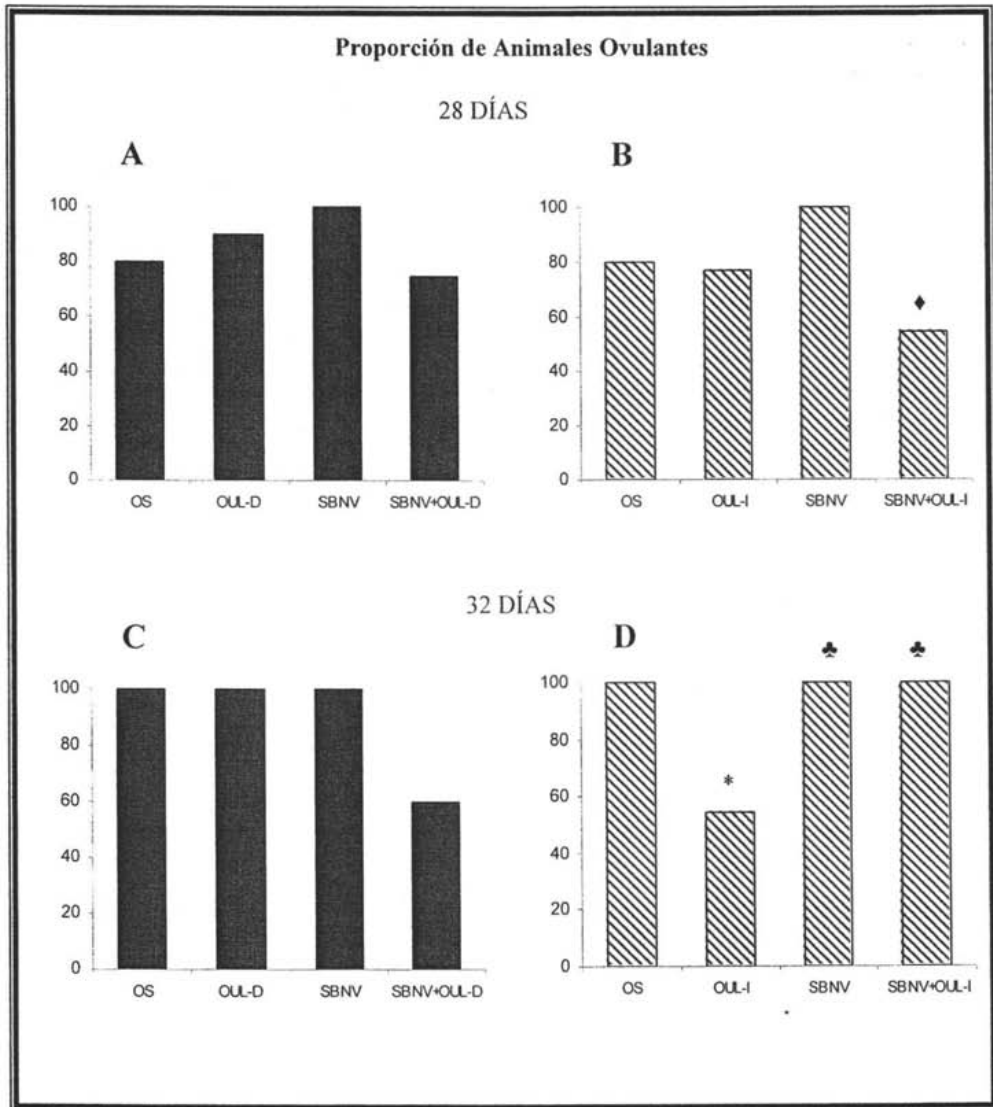 Proporción de Animales Ovulantes
28 DÍAS
A
B
100
80
60
40
20
0
OS OUL-D SBNV SBNV+OUL-D
100
80
60
40
20
0
♦
OS OUL-I SBNV SBNV+OUL-I
32 DÍAS
C
D
100
80
60
40
20
0
OS OUL-D SBNV SBNV+OUL-D
♣ ♣
100
80
60
40
20
0
*
OS OUL-I SBNV SBNV+OUL-I